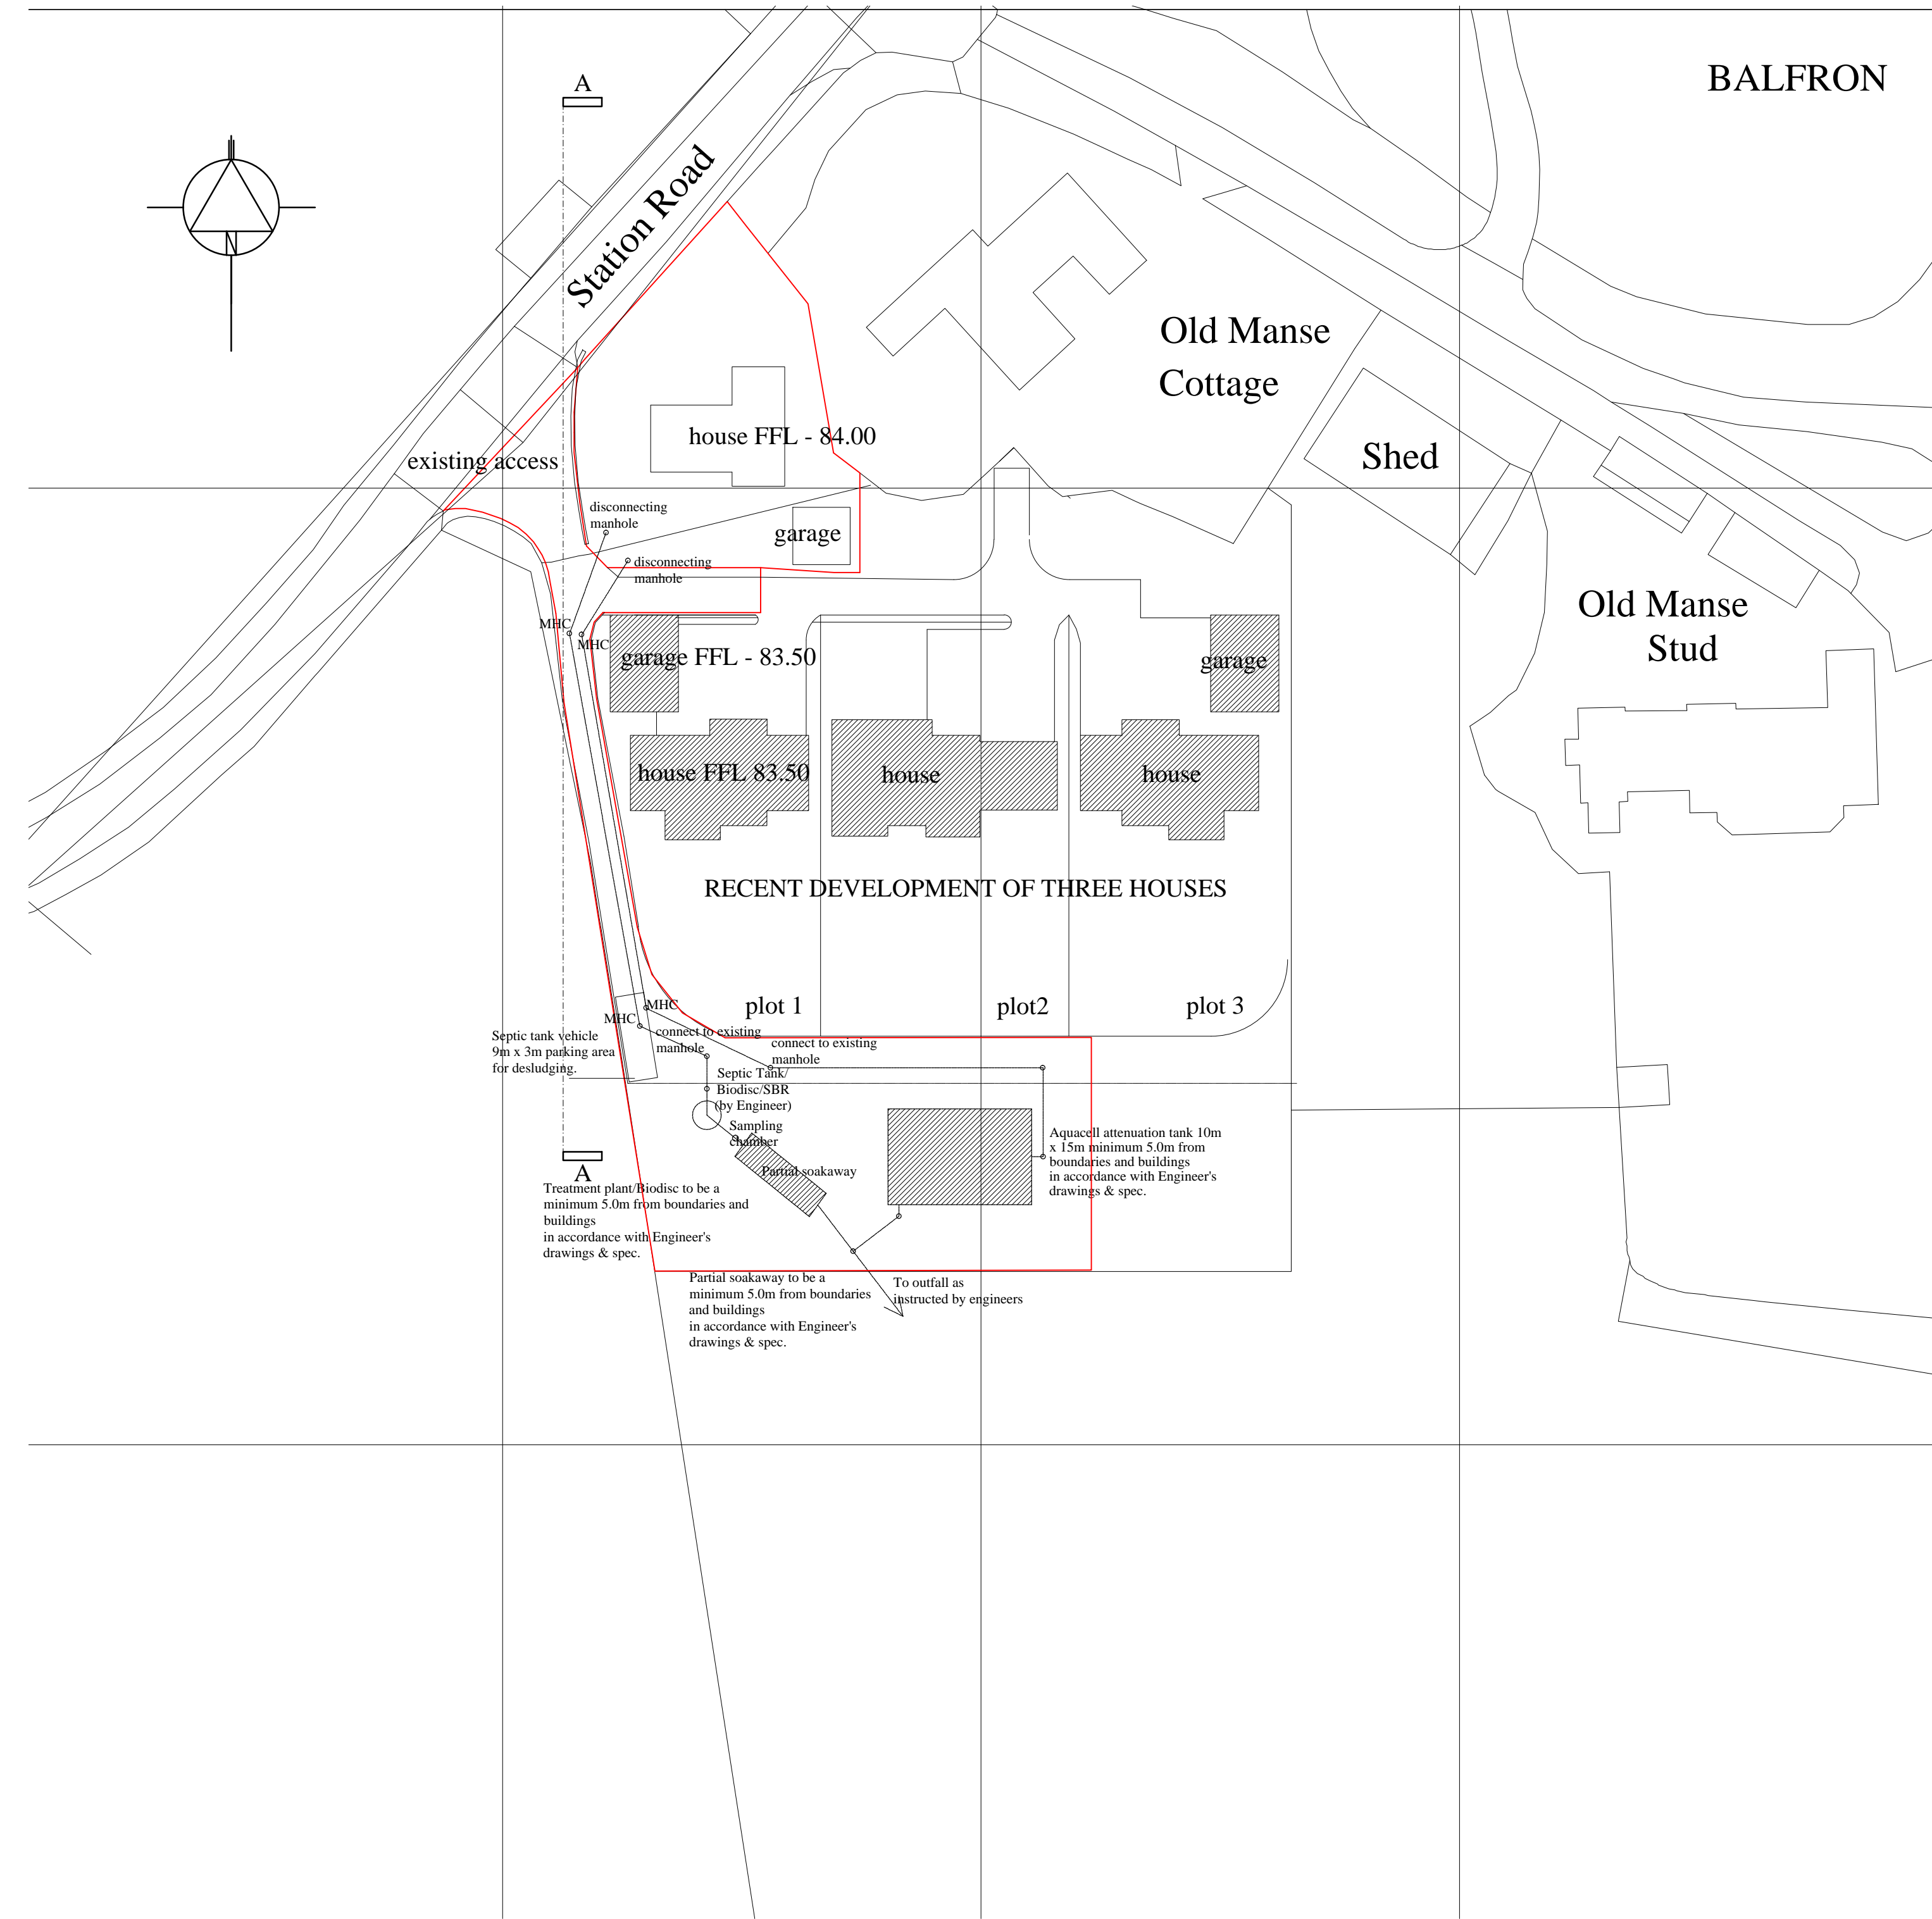 BALFRON
A
N
Station Road
Old Manse
Cottage
existing access
house FFL - 84.00
Shed
disconnecting
manhole
garage
disconnecting
manhole
Old Manse
Stud
MHC
MHC
garage FFL - 83.50
garage
house FFL 83.50
house
house
RECENT DEVELOPMENT OF THREE HOUSES
plot 1
plot2
plot 3
MHC
MHC
Septic tank vehicle
9m x 3m parking area
for desludging.
connect to existing
manhole
connect to existing
manhole
Septic Tank/
Biodisc/SBR
(by Engineer)
Sampling
chamber
Partial soakaway
Aquacell attenuation tank 10m
x 15m minimum 5.0m from
boundaries and buildings
in accordance with Engineer's
drawings & spec.
A
Treatment plant/Biodisc to be a
minimum 5.0m from boundaries and
buildings
in accordance with Engineer's
drawings & spec.
Partial soakaway to be a
minimum 5.0m from boundaries
and buildings
in accordance with Engineer's
drawings & spec.
To outfall as
instructed by engineers